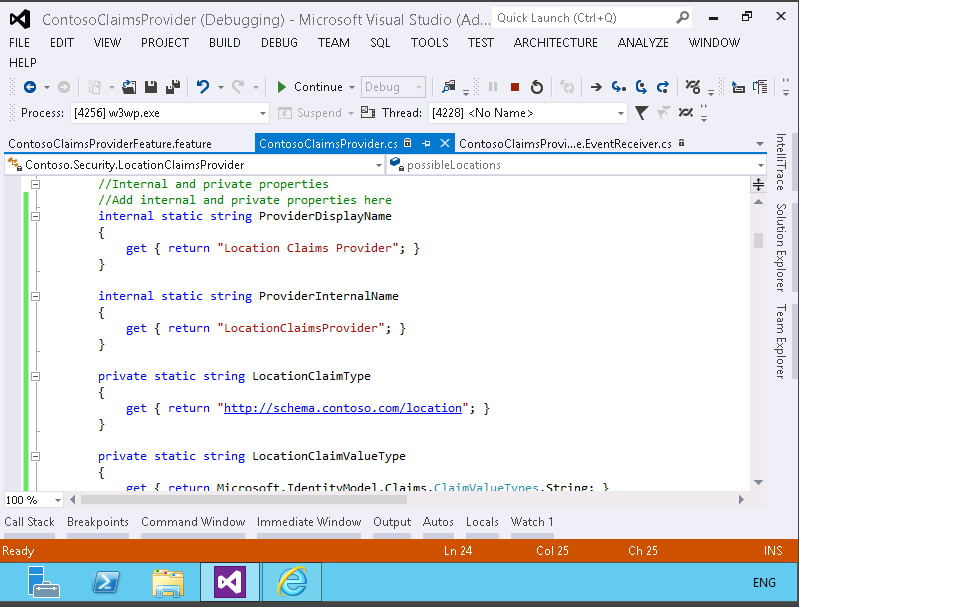 ContosoClaimsProvider (Debugging) - Microsoft Visual Studio (Ad... Quick Launch (Ctrl+Q)
FILE EDIT VIEW PROJECT BUILD DEBUG TEAM SQL TOOLS TEST ARCHITECTURE ANALYZE WINDOW
HELP
Continue Debug
Process: [4256] w3wp.exe Suspend Thread: [4228] <No Name>
ContosoClaimsProviderFeature.feature ContosoClaimsProvider.cs ContosoClaimsProvi...e.EventReceiver.cs
Contoso.Security.LocationClaimsProvider possibleLocations
//Internal and private properties
//Add internal and private properties here
internal static string ProviderDisplayName
{
get { return "Location Claims Provider"; }
}
internal static string ProviderInternalName
{
get { return "LocationClaimsProvider"; }
}
private static string LocationClaimType
{
get { return "http://schema.contoso.com/location"; }
}
private static string LocationClaimValueType
{
get { return Microsoft.IdentityModel.Claims.ClaimValueTypes.String; }
100 %
IntelliTrace
Solution Explorer
Team Explorer
Call Stack Breakpoints Command Window Immediate Window Output Autos Locals Watch 1
Ready Ln 24 Col 25 Ch 25 INS
ENG